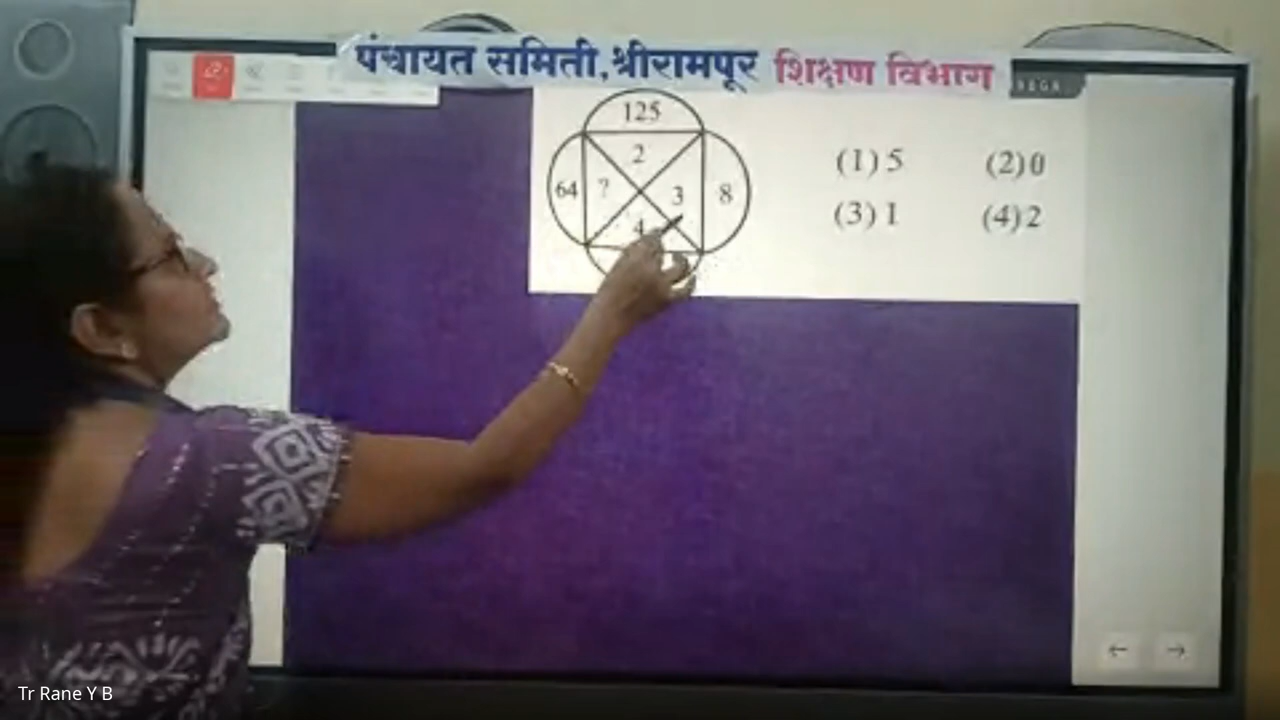 पंचायत समिती,श्रीरामपूर शिक्षण विभाग
125
2
64 ? 3 8
4
(1) 5 (2) 0
(3) 1 (4) 2
← →
Tr Rane Y B